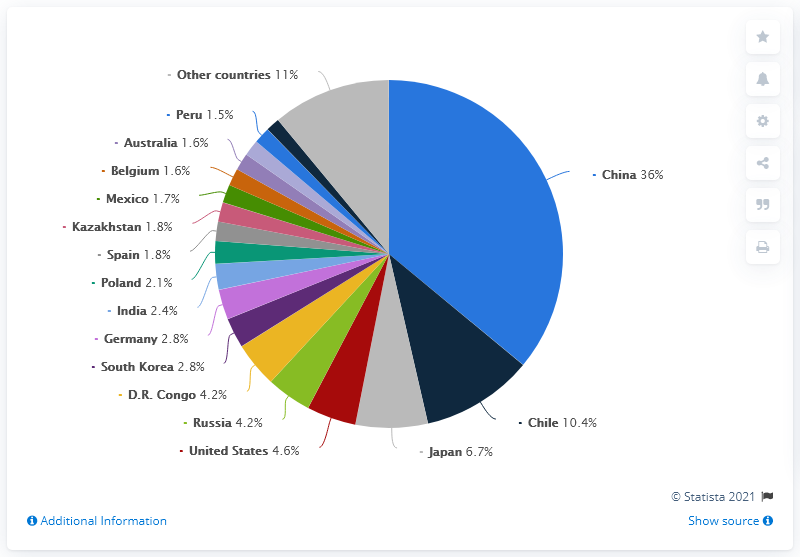 Other countries 11%
Peru 1.5%
Australia 1.6%
Belgium 1.6%
China 36%
Mexico 1.7%
Kazakhstan 1.8%
Spain 1.8%
Poland 2.1%
India 2.4%
Germany 2.8%
South Korea 2.8%
D.R. Congo 4.2%
Russia 4.2%
Chile 10.4%
United States 4.6%
Japan 6.7%
© Statista 2021
Additional Information
Show source